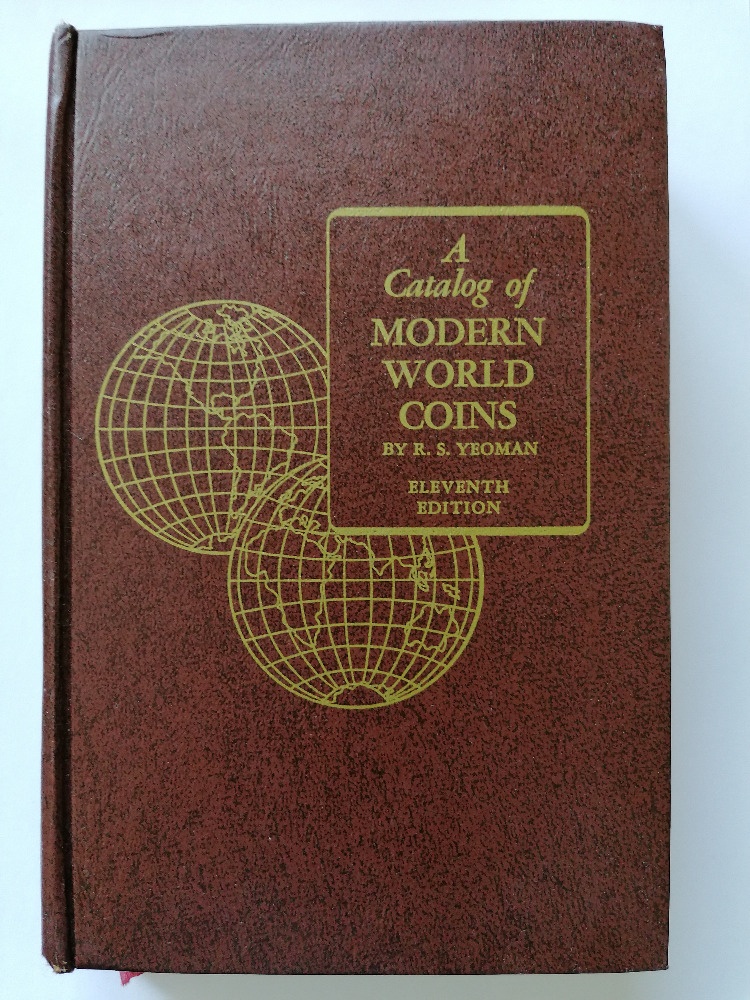 A
Catalog of
MODERN
WORLD
COINS
BY R. S. YEOMAN
ELEVENTH
EDITION